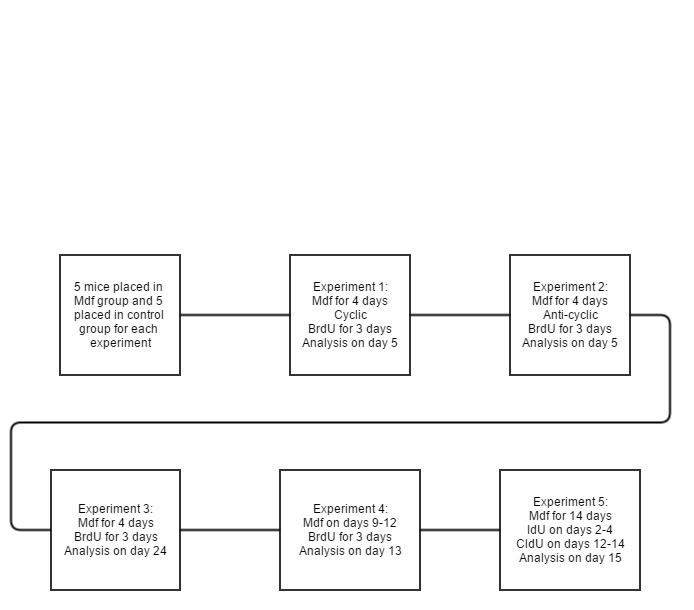 5 mice placed in
Mdf group and 5
placed in control
group for each
experiment
Experiment 1:
Mdf for 4 days
Cyclic
BrdU for 3 days
Analysis on day 5
Experiment 2:
Mdf for 4 days
Anti-cyclic
BrdU for 3 days
Analysis on day 5
Experiment 3:
Mdf for 4 days
BrdU for 3 days
Analysis on day 24
Experiment 4:
Mdf on days 9-12
BrdU for 3 days
Analysis on day 13
Experiment 5:
Mdf for 14 days
IdU on days 2-4
CldU on days 12-14
Analysis on day 15